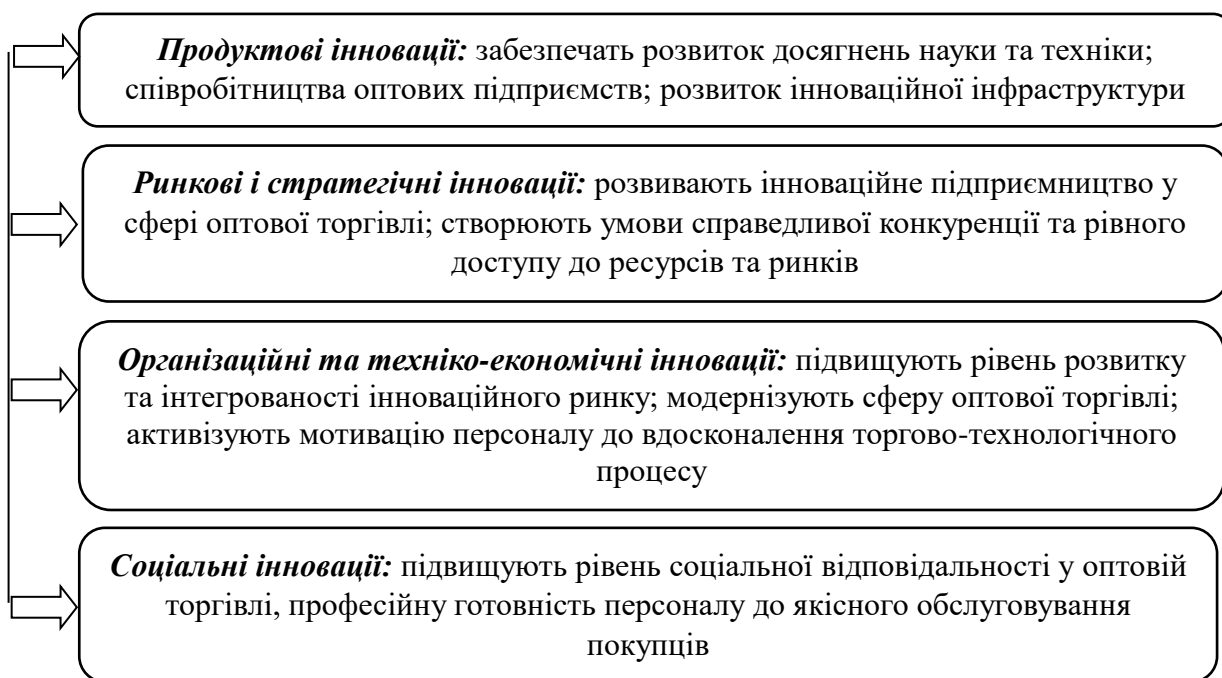 Продуктові інновації: забезпечать розвиток досягнень науки та техніки;
співробітництва оптових підприємств; розвиток інноваційної інфраструктури
Ринкові і стратегічні інновації: розвивають інноваційне підприємництво у
сфері оптової торгівлі; створюють умови справедливої конкуренції та рівного
доступу до ресурсів та ринків
Організаційні та техніко-економічні інновації: підвищують рівень розвитку
та інтегрованості інноваційного ринку; модернізують сферу оптової торгівлі;
активізують мотивацію персоналу до вдосконалення торгово-технологічного
процесу
Соціальні інновації: підвищують рівень соціальної відповідальності у оптовій
торгівлі, професійну готовність персоналу до якісного обслуговування
покупців